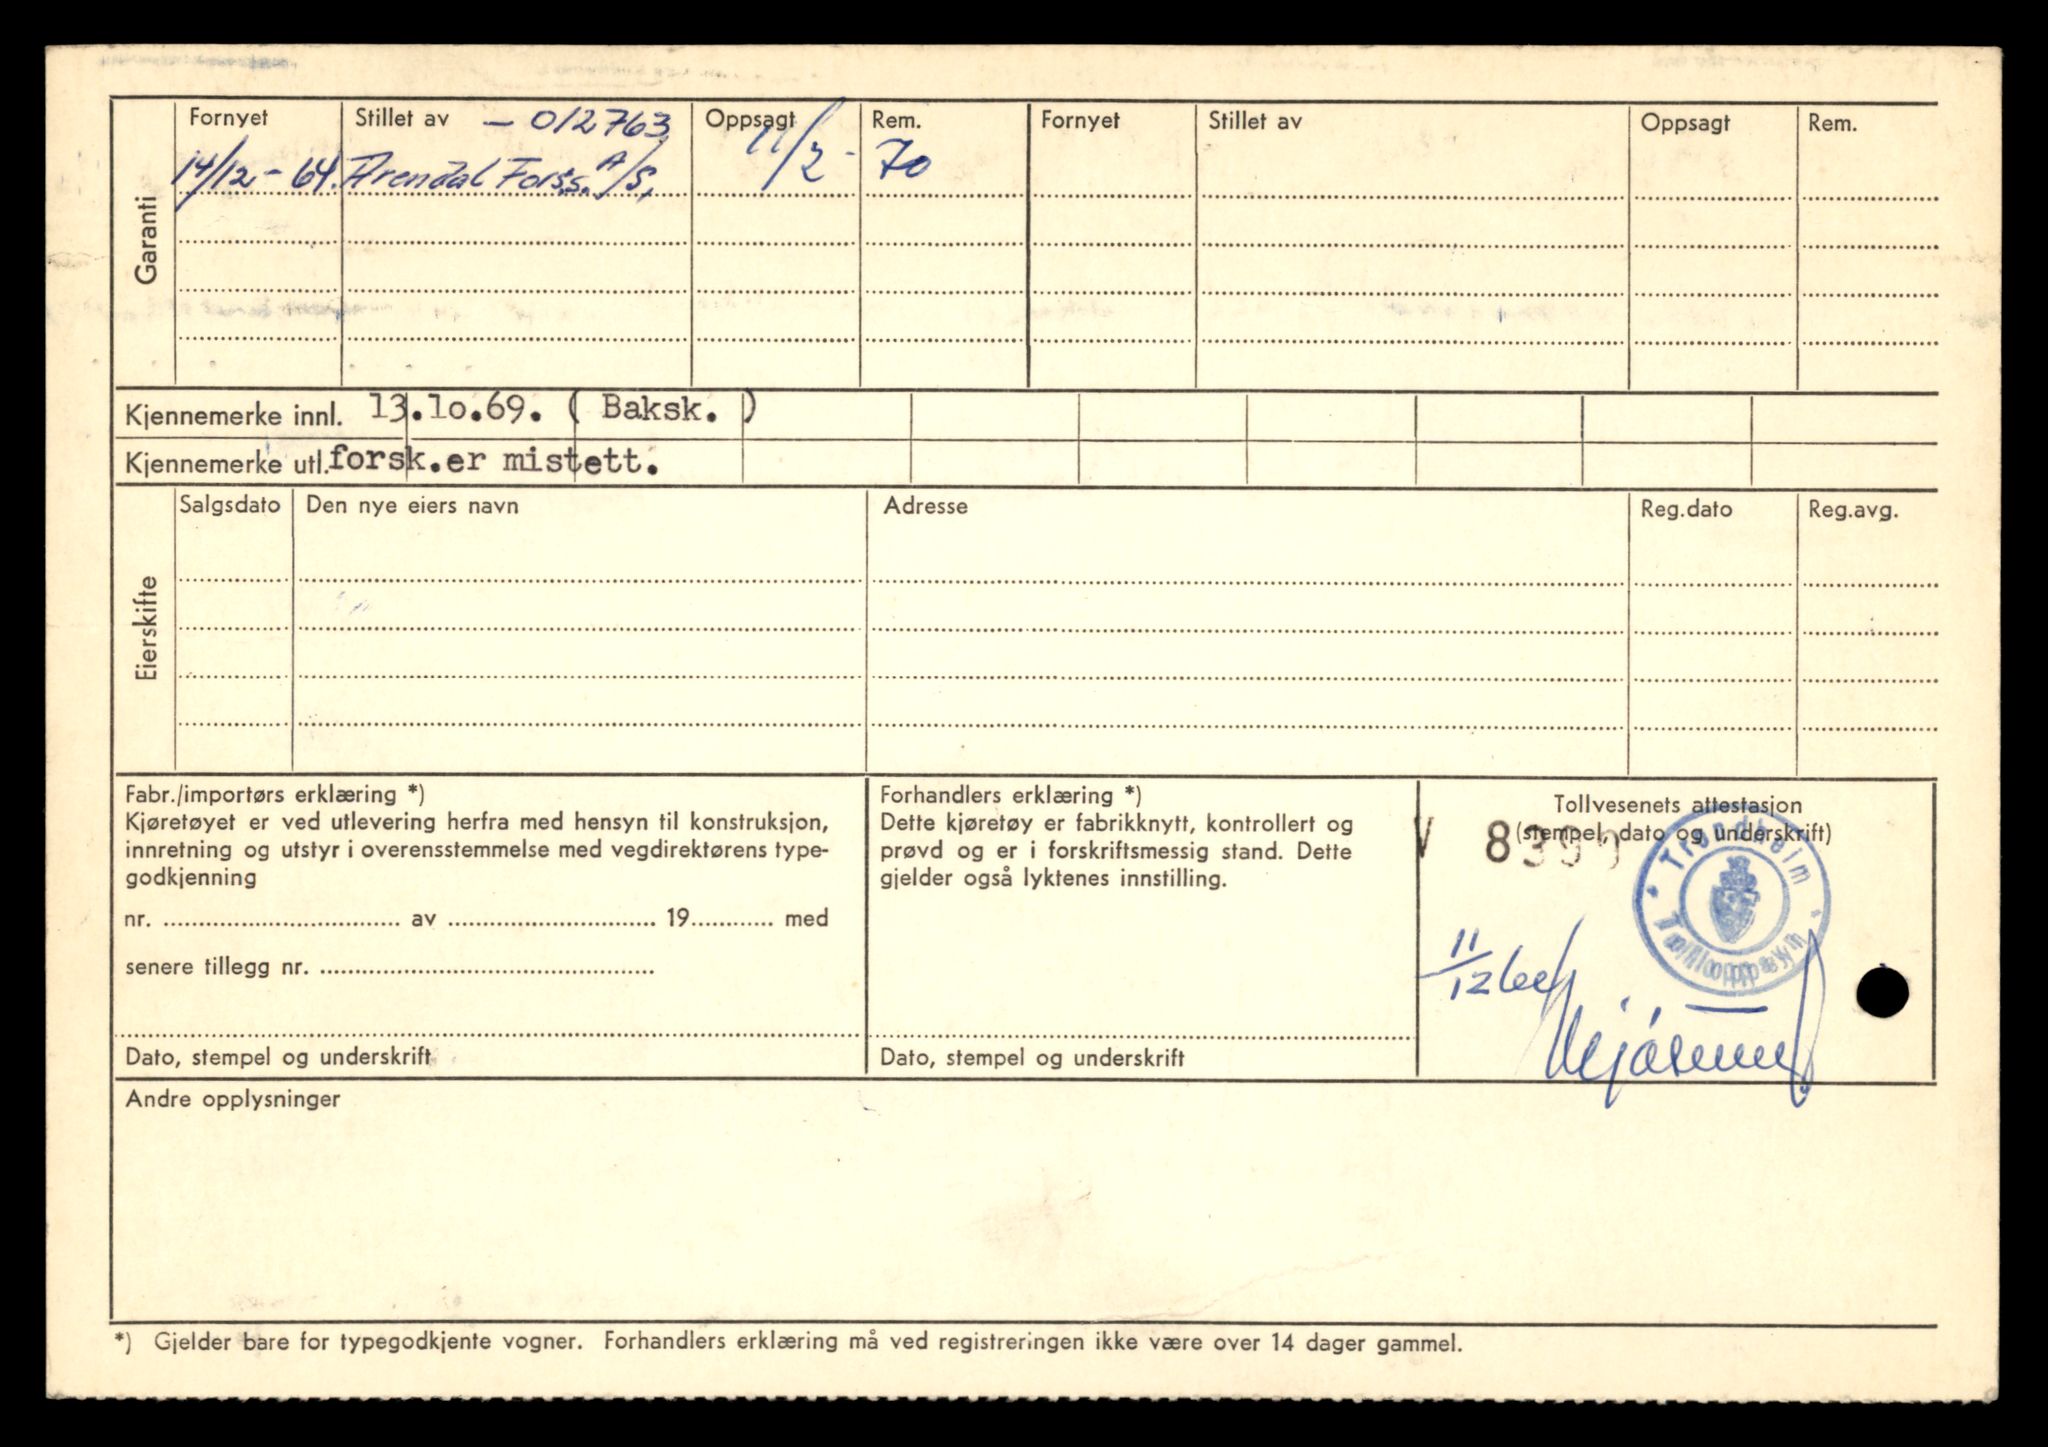 Garanti
Fornyet Stillet av - 012763 Oppsagt Rem. Fornyet Stillet av Oppsagt Rem.
14/12-64. Arendal Forss. A/S, 11/2- 70
Kjennemerke innl. 13.1o.69. ( Baksk. )
Kjennemerke utl. forsk.er mistett.
Eierskifte
Salgsdato Den nye eiers navn Adresse Reg.dato Reg.avg.
Fabr./importørs erklæring *)
Kjøretøyet er ved utlevering herfra med hensyn til konstruksjon,
innretning og utstyr i overensstemmelse med vegdirektørens type-
godkjenning
nr. ................ av ................ 19............ med
senere tillegg nr. ................
Dato, stempel og underskrift
Forhandlers erklæring *)
Dette kjøretøy er fabrikknytt, kontrollert og
prøvd og er i forskriftsmessig stand. Dette
gjelder også lyktenes innstilling.
Dato, stempel og underskrift
Tollvesenets attestasjon
(stempel, dato og underskrift)
V 8399
Trondheim
Tolloppsyn
11/12 64
Andre opplysninger
*) Gjelder bare for typegodkjente vogner. Forhandlers erklæring må ved registreringen ikke være over 14 dager gammel.